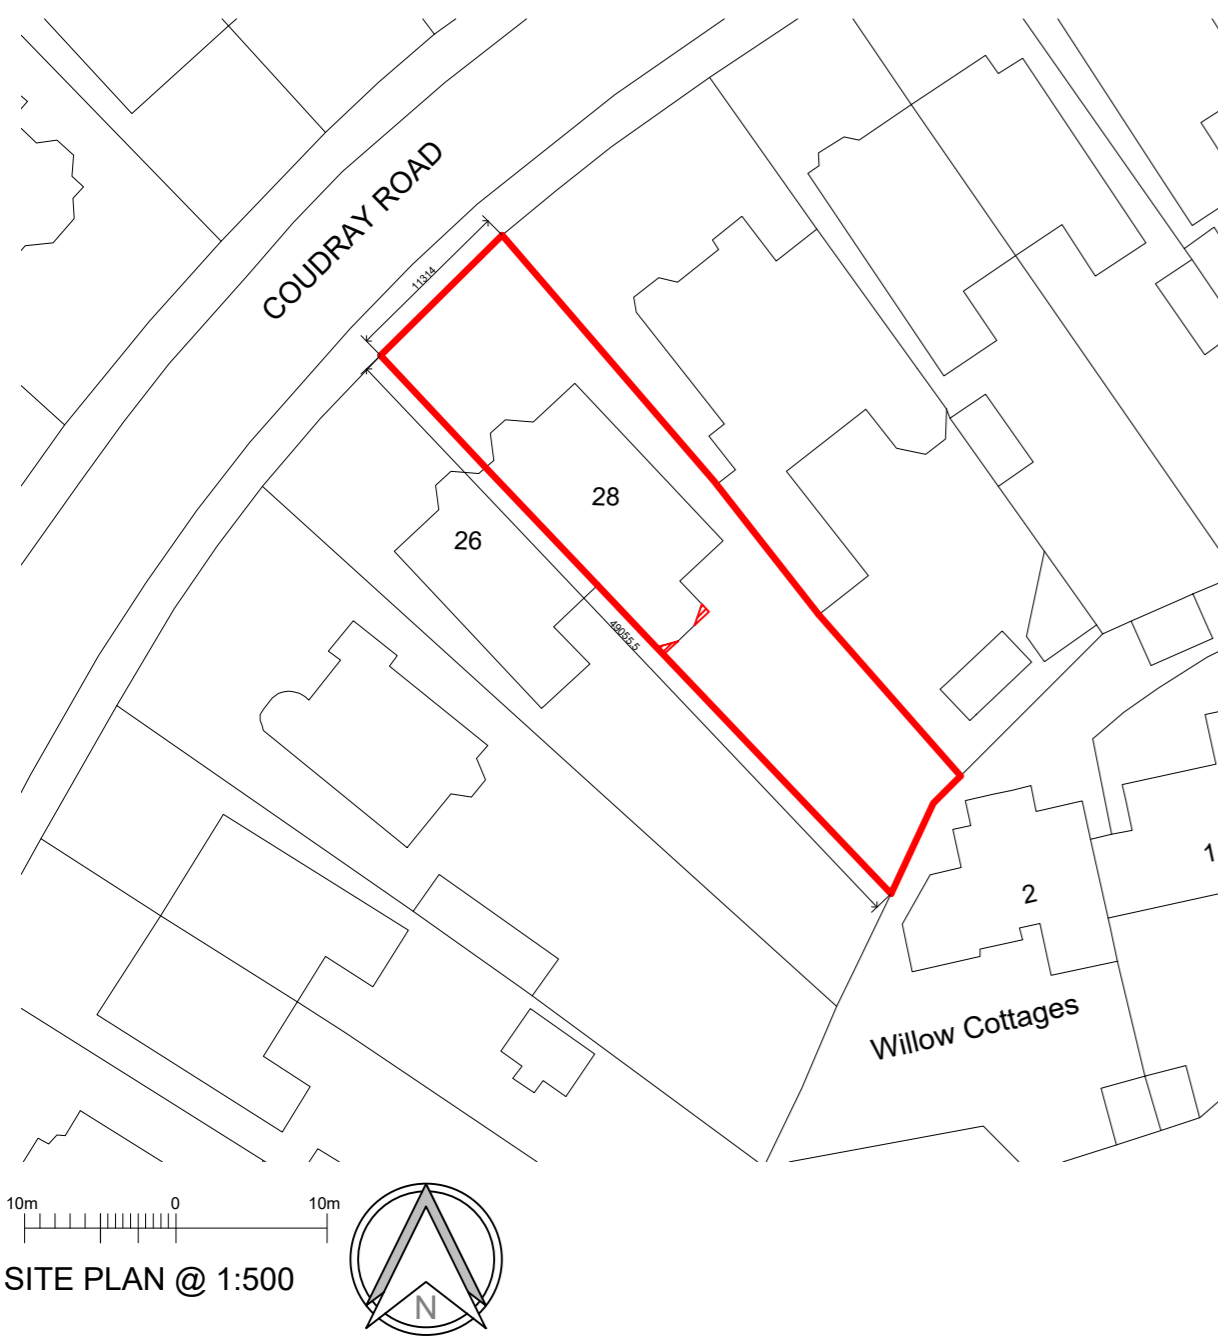 COUDRAY ROAD
11314
28
26
49055.5
1
2
Willow Cottages
10m 0 10m
SITE PLAN @ 1:500
N